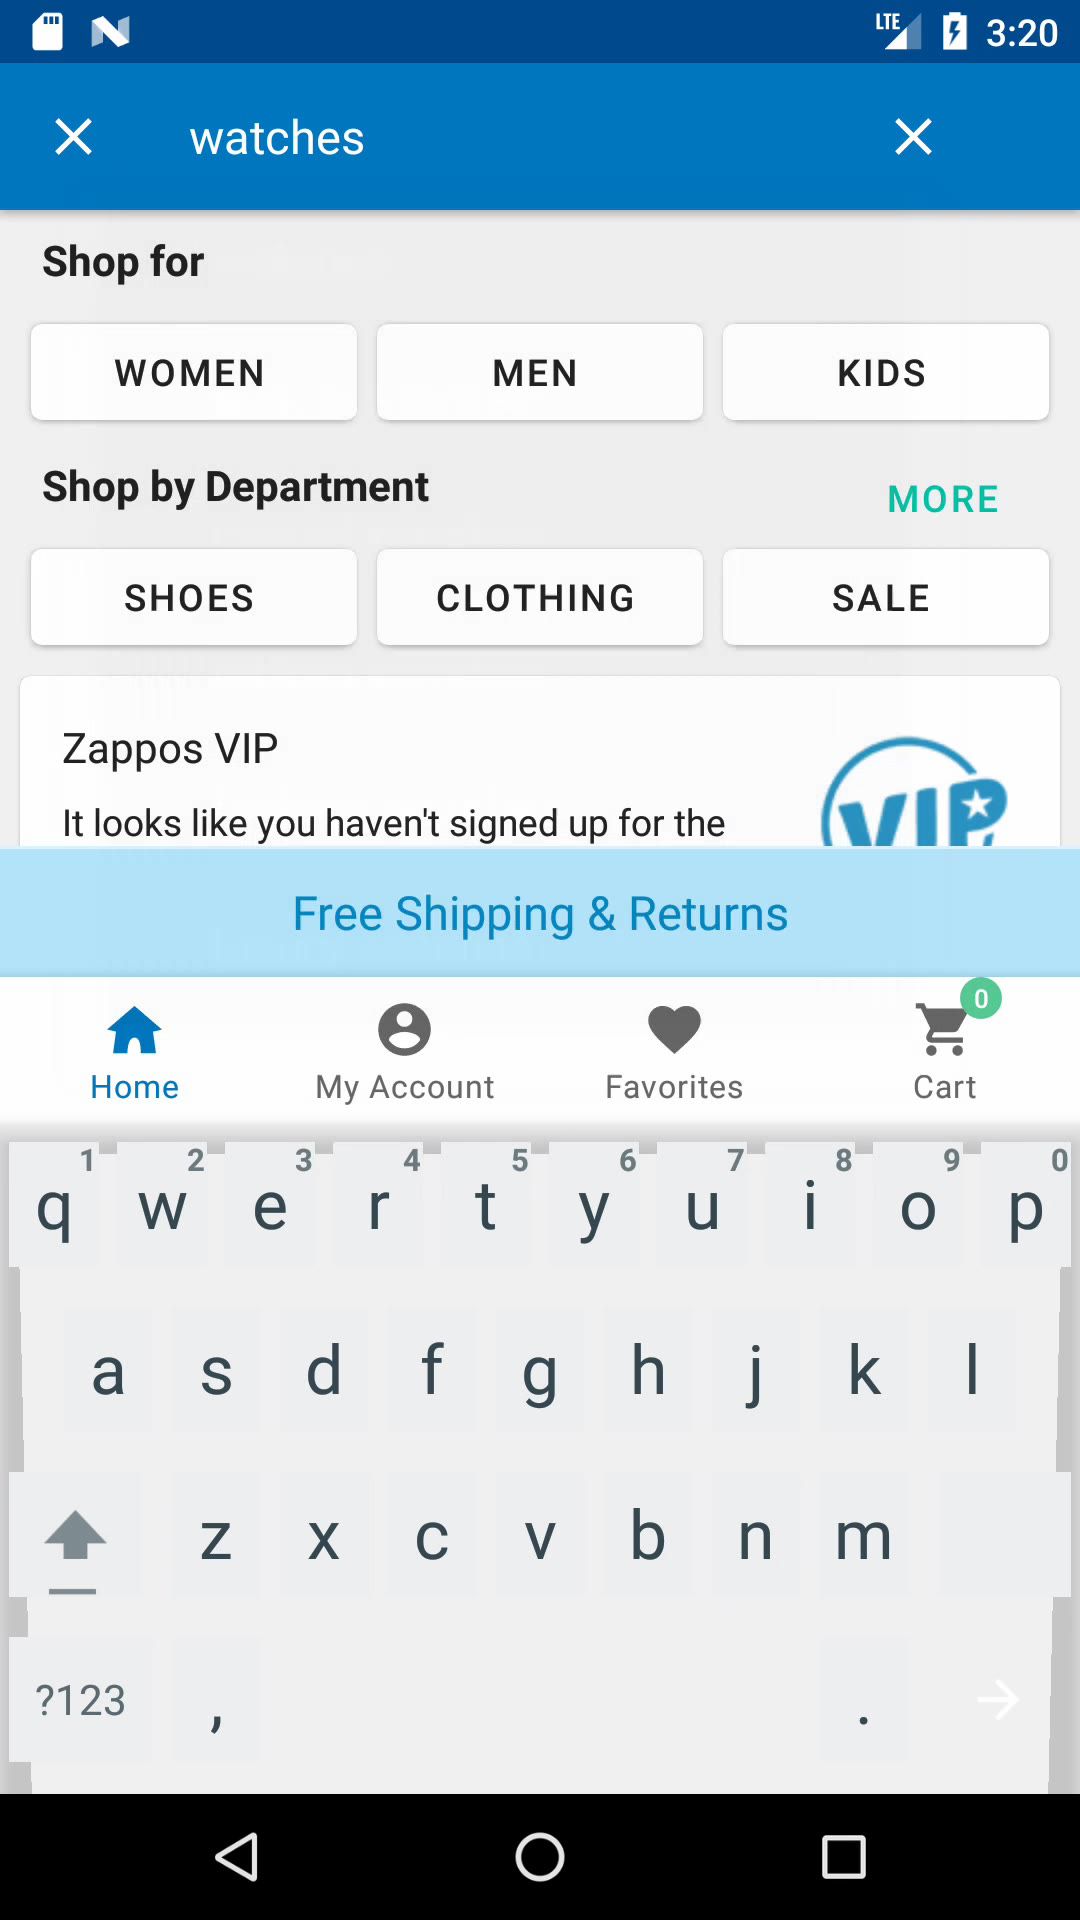 LTE 3:20
watches
Shop for
WOMEN MEN KIDS
Shop by Department
MORE
SHOES CLOTHING SALE
Zappos VIP
It looks like you haven't signed up for the
VIP
Free Shipping & Returns
0
Home My Account Favorites Cart
1 2 3 4 5 6 7 8 9 0
q w e r t y u i o p
a s d f g h j k l
z x c v b n m
?123 , .